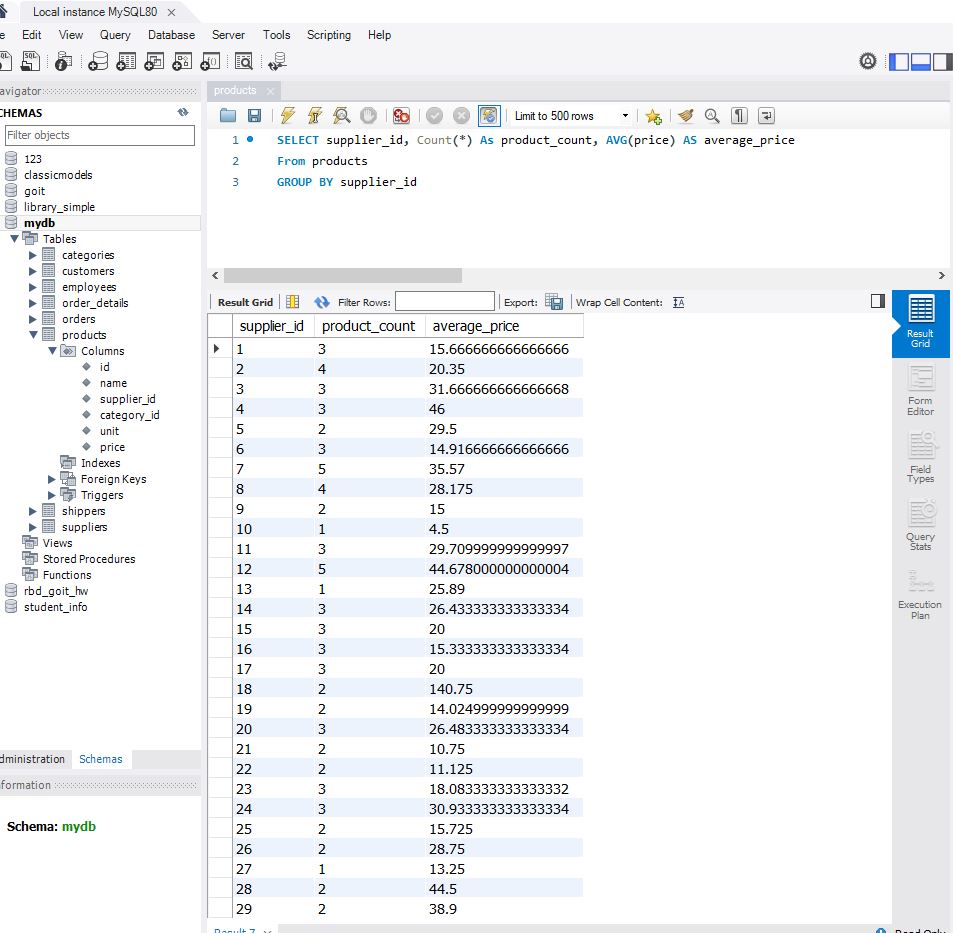 Local instance MySQL80
Edit View Query Database Server Tools Scripting Help
products
SCHEMAS
Filter objects
123
classicmodels
goit
library_simple
mydb
Tables
categories
customers
employees
order_details
orders
products
Columns
id
name
supplier_id
category_id
unit
price
Indexes
Foreign Keys
Triggers
shippers
suppliers
Views
Stored Procedures
Functions
rbd_goit_hw
student_info
Schemas
Schema: mydb
Limit to 500 rows
1 SELECT supplier_id, Count(*) As product_count, AVG(price) AS average_price
2 From products
3 GROUP BY supplier_id
Result Grid Filter Rows: Export: Wrap Cell Content:
supplier_id product_count average_price
1 3 15.666666666666666
2 4 20.35
3 3 31.666666666666668
4 3 46
5 2 29.5
6 3 14.916666666666666
7 5 35.57
8 4 28.175
9 2 15
10 1 4.5
11 3 29.709999999999997
12 5 44.678000000000004
13 1 25.89
14 3 26.433333333333334
15 3 20
16 3 15.333333333333334
17 3 20
18 2 140.75
19 2 14.024999999999999
20 3 26.483333333333334
21 2 10.75
22 2 11.125
23 3 18.083333333333332
24 3 30.933333333333334
25 2 15.725
26 2 28.75
27 1 13.25
28 2 44.5
29 2 38.9
Result
Grid
Form
Editor
Field
Types
Query
Stats
Execution
Plan
Result 7
Read Only